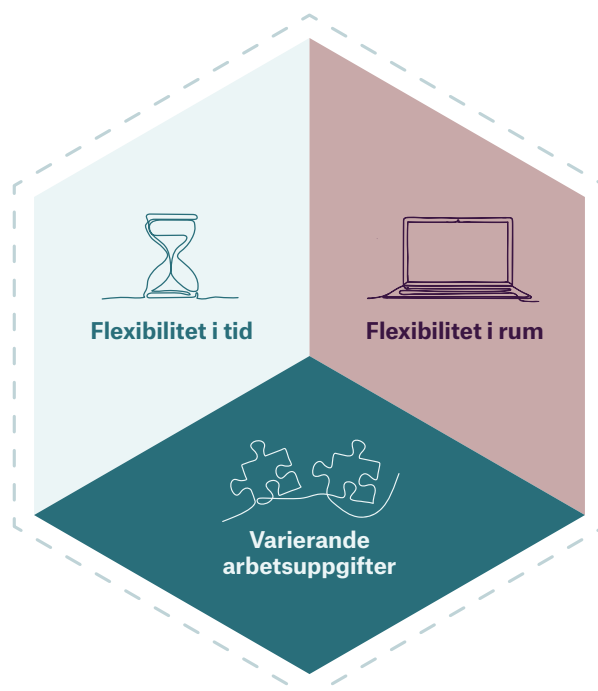 Flexibilitet i tid
Flexibilitet i rum
Varierande
arbetsuppgifter